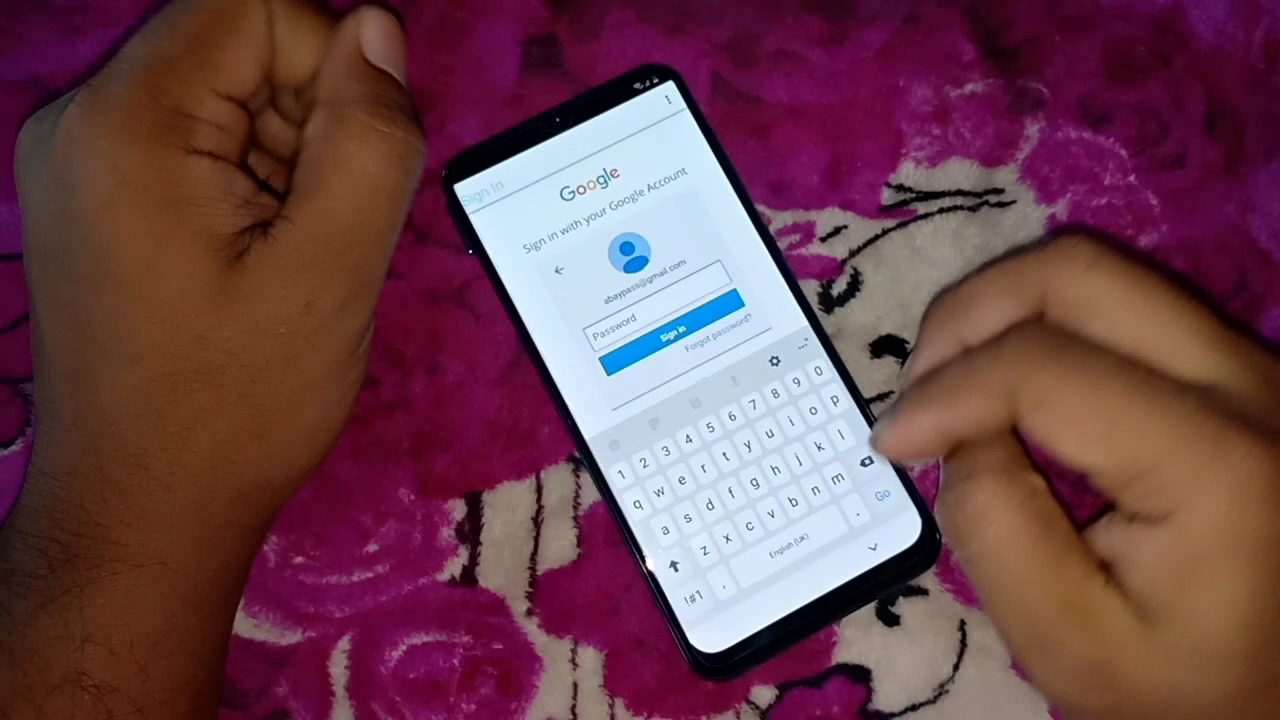 Sign In
Google
Sign in with your Google Account
abaypass@gmail.com
Password
Sign in
Forgot password?
1 2 3 4 5 6 7 8 9 0
q w e r t y u i o p
a s d f g h j k l
z x c v b n m
!#1 , English (UK) . Go